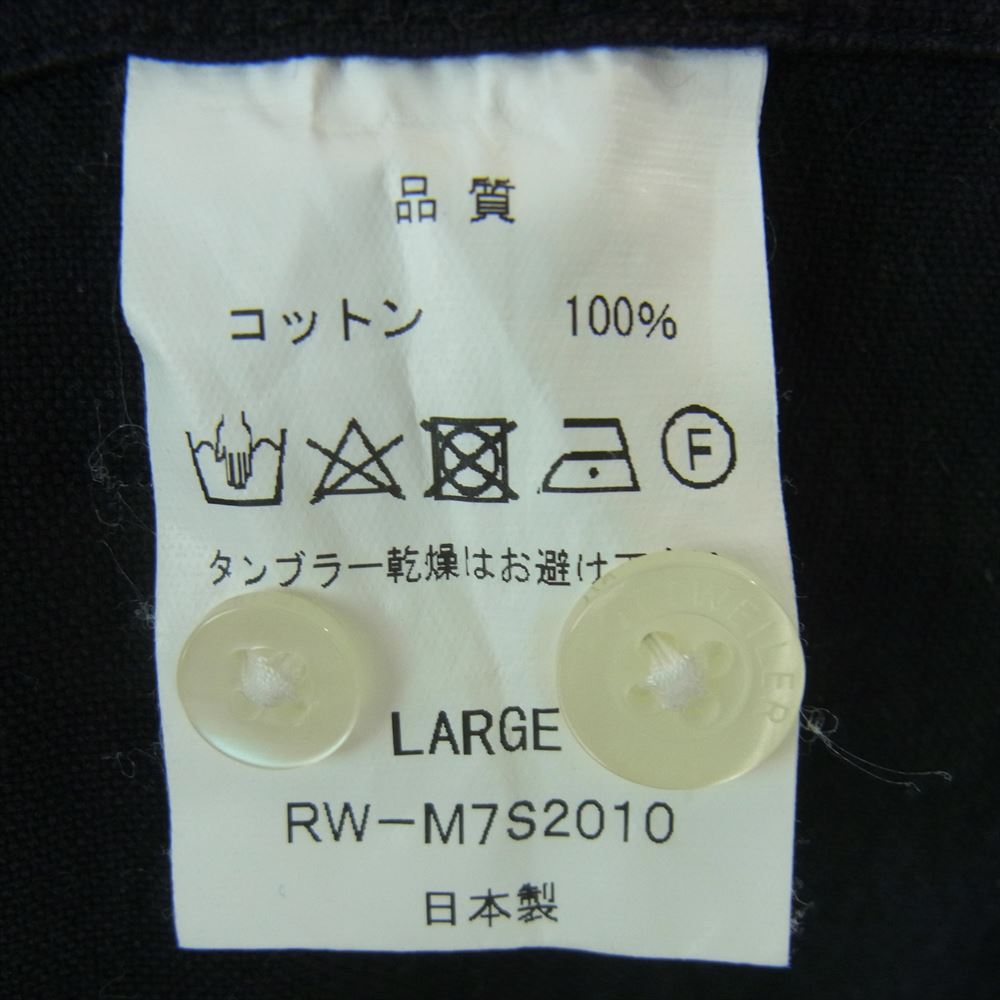 品質
コットン 100%
F
タンブラー乾燥はお避け
WELLER
LARGE
RW-M7S2010
日本製